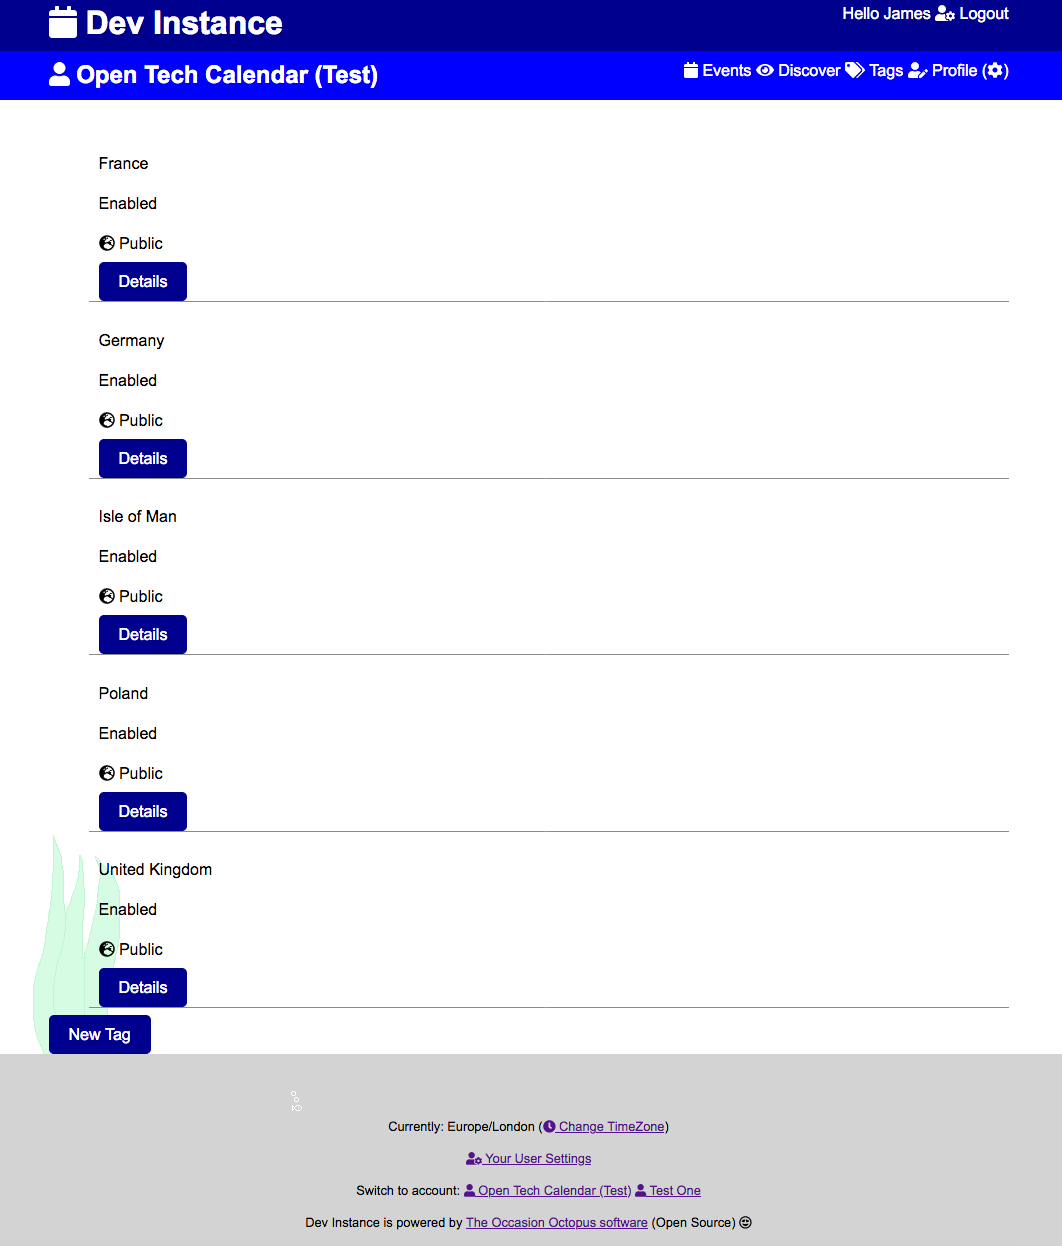 Dev Instance
Hello James Logout
Open Tech Calendar (Test)
Events Discover Tags Profile ( )
France
Enabled
Public
Details
Germany
Enabled
Public
Details
Isle of Man
Enabled
Public
Details
Poland
Enabled
Public
Details
United Kingdom
Enabled
Public
Details
New Tag
Currently: Europe/London ( Change TimeZone)
Your User Settings
Switch to account: Open Tech Calendar (Test) Test One
Dev Instance is powered by The Occasion Octopus software (Open Source)